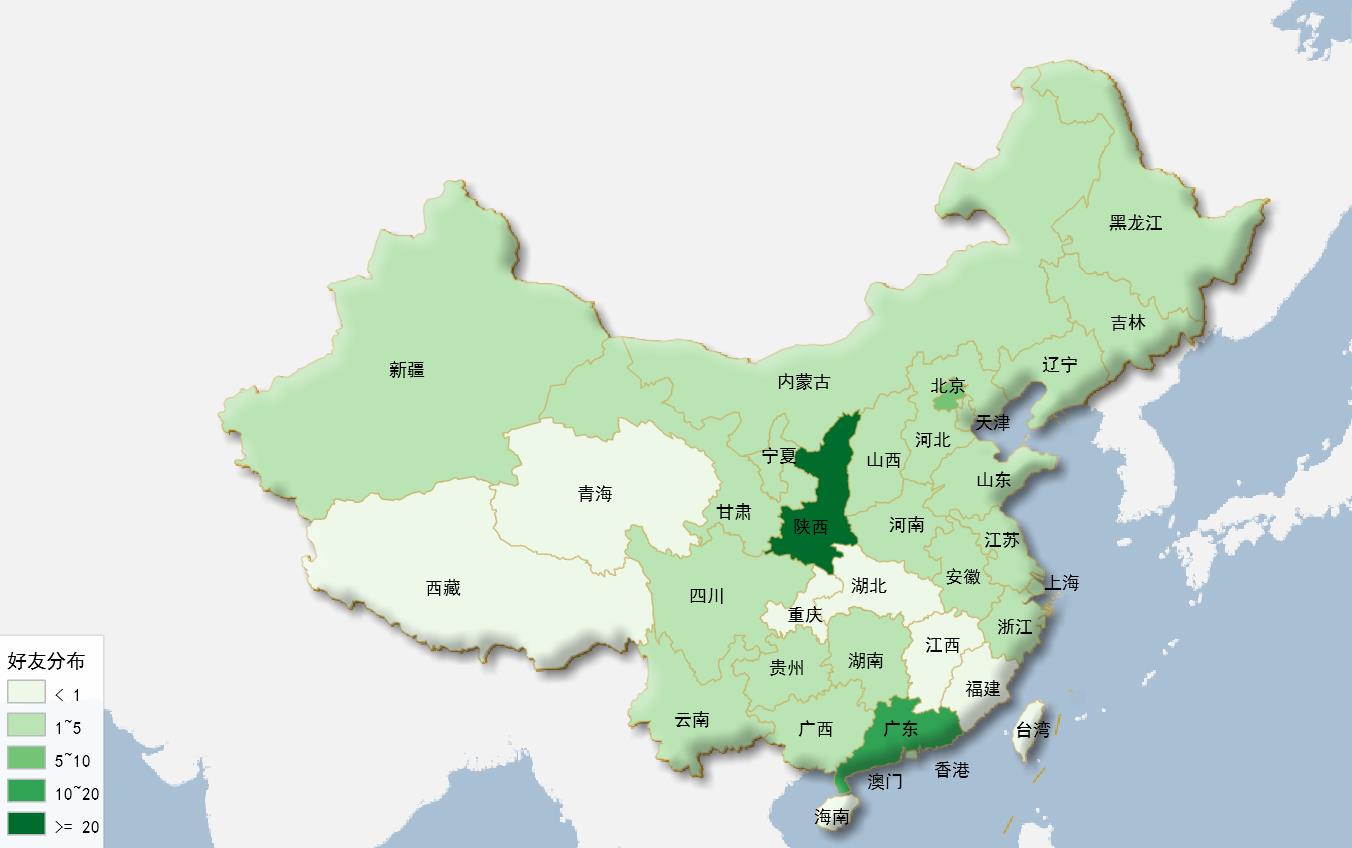 黑龙江
吉林
辽宁
新疆
内蒙古
北京
天津
河北
宁夏
山西
山东
青海
甘肃
陕西
河南
江苏
西藏
四川
湖北
安徽
上海
重庆
浙江
江西
贵州
湖南
福建
云南
广西
广东
台湾
香港
澳门
海南
好友分布
< 1
1~5
5~10
10~20
>= 20